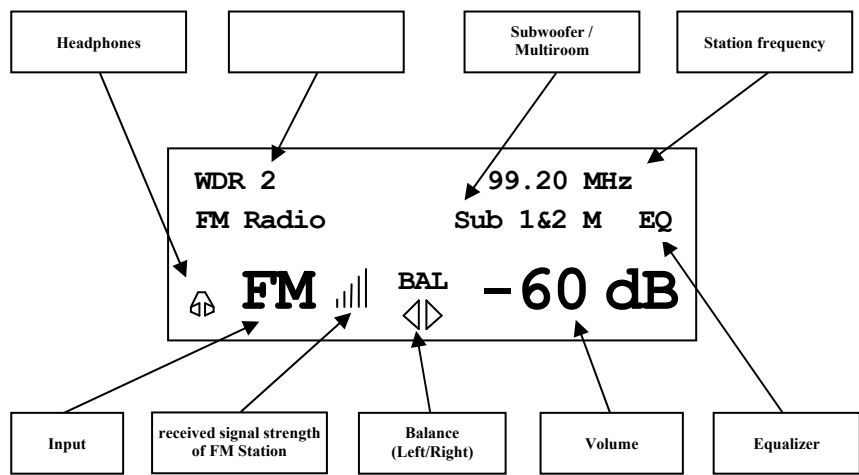 Headphones
Subwoofer /
Multiroom
Station frequency
WDR 2 99.20 MHz
FM Radio Sub 1&2 M EQ
FM BAL -60 dB
Input
received signal strength
of FM Station
Balance
(Left/Right)
Volume
Equalizer